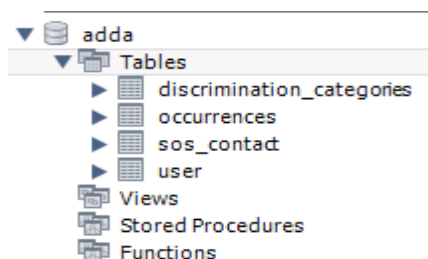 adda
Tables
discrimination_categories
occurrences
sos_contact
user
Views
Stored Procedures
Functions